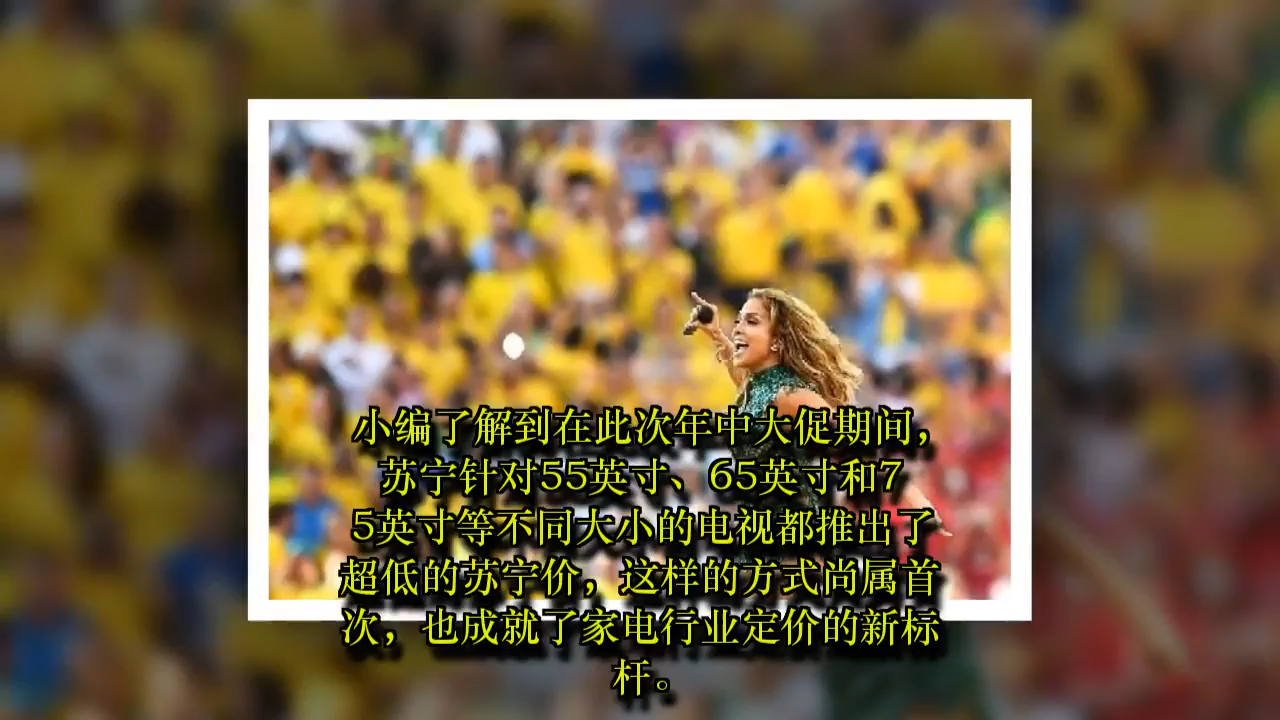 小编了解到在此次年中大促期间，
苏宁针对55英寸、65英寸和7
5英寸等不同大小的电视都推出了
超低的苏宁价，这样的方式尚属首
次，也成就了家电行业定价的新标
杆。